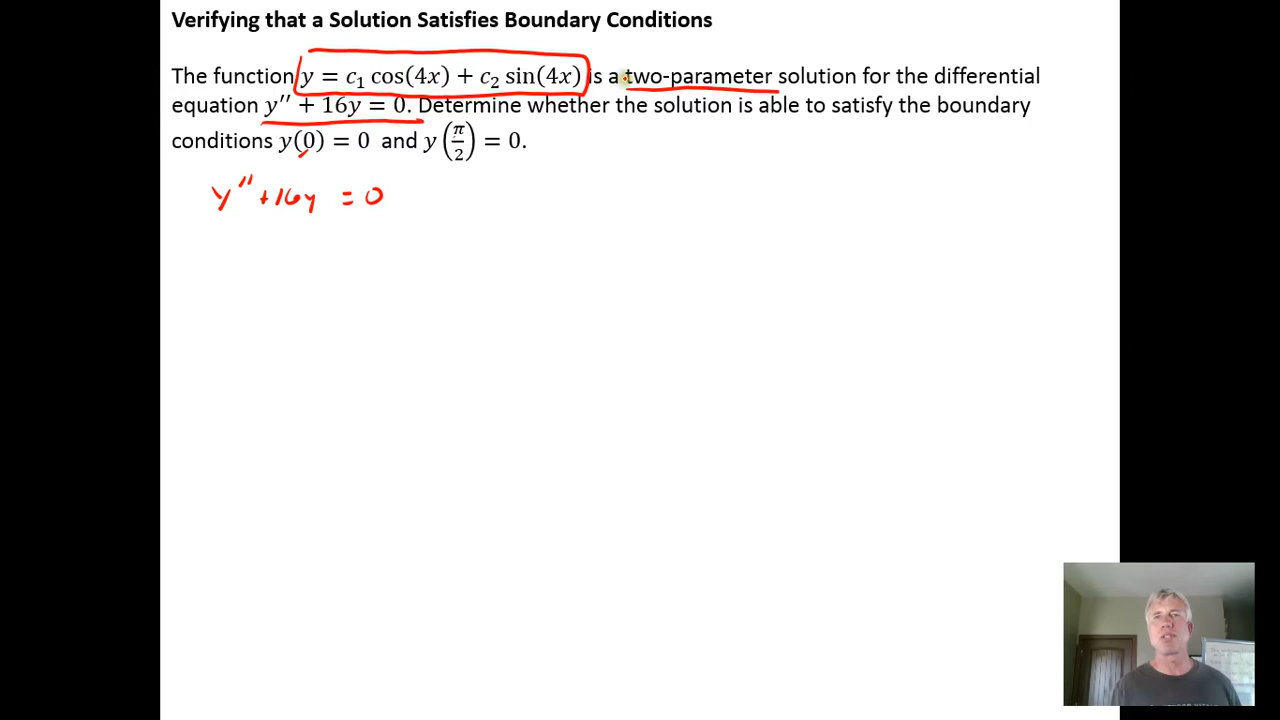 Verifying that a Solution Satisfies Boundary Conditions
The function y = c₁ cos(4x) + c₂ sin(4x) is a two-parameter solution for the differential
equation y″ + 16y = 0. Determine whether the solution is able to satisfy the boundary
conditions y(0) = 0 and y(π/2) = 0.
y″ + 16y = 0